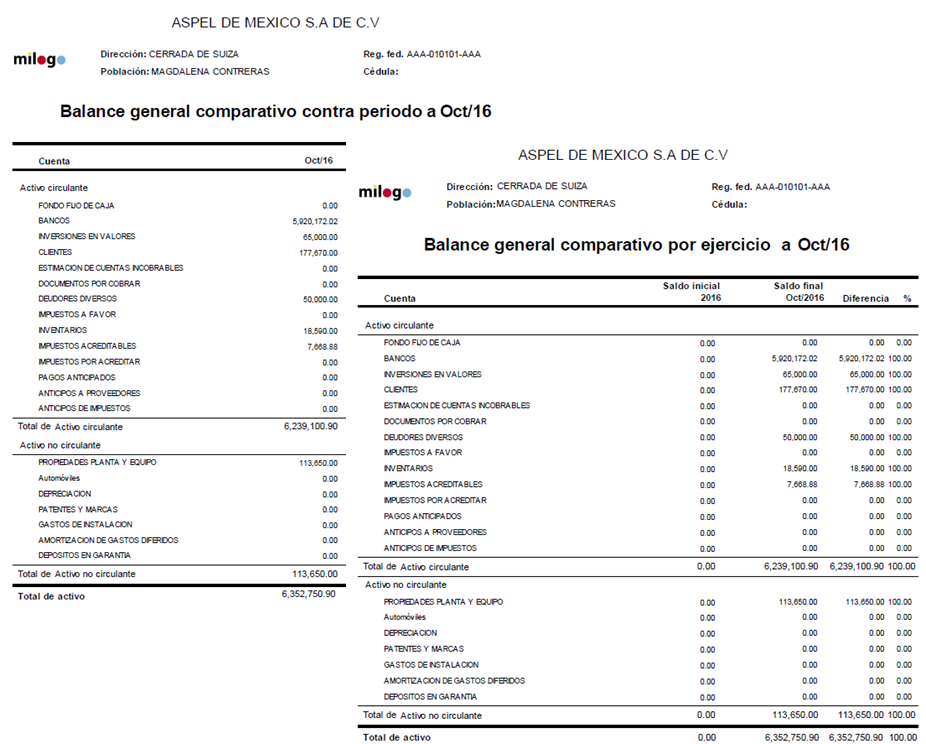 ASPEL DE MEXICO S.A DE C.V
milogo
Dirección: CERRADA DE SUIZA Reg. fed. AAA-010101-AAA
Población: MAGDALENA CONTRERAS Cédula:
Balance general comparativo contra periodo a Oct/16
Cuenta Oct/16
Activo circulante
FONDO FIJO DE CAJA 0.00
BANCOS 5,920,172.02
INVERSIONES EN VALORES 65,000.00
CLIENTES 177,670.00
ESTIMACION DE CUENTAS INCOBRABLES 0.00
DOCUMENTOS POR COBRAR 0.00
DEUDORES DIVERSOS 50,000.00
IMPUESTOS A FAVOR 0.00
INVENTARIOS 18,590.00
IMPUESTOS ACREDITABLES 7,668.88
IMPUESTOS POR ACREDITAR 0.00
PAGOS ANTICIPADOS 0.00
ANTICIPOS A PROVEEDORES 0.00
ANTICIPOS DE IMPUESTOS 0.00
Total de Activo circulante 6,239,100.90
Activo no circulante
PROPIEDADES PLANTA Y EQUIPO 113,650.00
Automóviles 0.00
DEPRECIACION 0.00
PATENTES Y MARCAS 0.00
GASTOS DE INSTALACION 0.00
AMORTIZACION DE GASTOS DIFERIDOS 0.00
DEPOSITOS EN GARANTIA 0.00
Total de Activo no circulante 113,650.00
Total de activo 6,352,750.90
ASPEL DE MEXICO S.A DE C.V
milogo
Dirección: CERRADA DE SUIZA Reg. fed. AAA-010101-AAA
Población:MAGDALENA CONTRERAS Cédula:
Balance general comparativo por ejercicio a Oct/16
Saldo inicial Saldo final
Cuenta 2016 Oct/2016 Diferencia %
Activo circulante
FONDO FIJO DE CAJA 0.00 0.00 0.00 0.00
BANCOS 0.00 5,920,172.02 5,920,172.02 100.00
INVERSIONES EN VALORES 0.00 65,000.00 65,000.00 100.00
CLIENTES 0.00 177,670.00 177,670.00 100.00
ESTIMACION DE CUENTAS INCOBRABLES 0.00 0.00 0.00 0.00
DOCUMENTOS POR COBRAR 0.00 0.00 0.00 0.00
DEUDORES DIVERSOS 0.00 50,000.00 50,000.00 100.00
IMPUESTOS A FAVOR 0.00 0.00 0.00 0.00
INVENTARIOS 0.00 18,590.00 18,590.00 100.00
IMPUESTOS ACREDITABLES 0.00 7,668.88 7,668.88 100.00
IMPUESTOS POR ACREDITAR 0.00 0.00 0.00 0.00
PAGOS ANTICIPADOS 0.00 0.00 0.00 0.00
ANTICIPOS A PROVEEDORES 0.00 0.00 0.00 0.00
ANTICIPOS DE IMPUESTOS 0.00 0.00 0.00 0.00
Total de Activo circulante 0.00 6,239,100.90 6,239,100.90 100.00
Activo no circulante
PROPIEDADES PLANTA Y EQUIPO 0.00 113,650.00 113,650.00 100.00
Automóviles 0.00 0.00 0.00 0.00
DEPRECIACION 0.00 0.00 0.00 0.00
PATENTES Y MARCAS 0.00 0.00 0.00 0.00
GASTOS DE INSTALACION 0.00 0.00 0.00 0.00
AMORTIZACION DE GASTOS DIFERIDOS 0.00 0.00 0.00 0.00
DEPOSITOS EN GARANTIA 0.00 0.00 0.00 0.00
Total de Activo no circulante 0.00 113,650.00 113,650.00 100.00
Total de activo 0.00 6,352,750.90 6,352,750.90 100.00